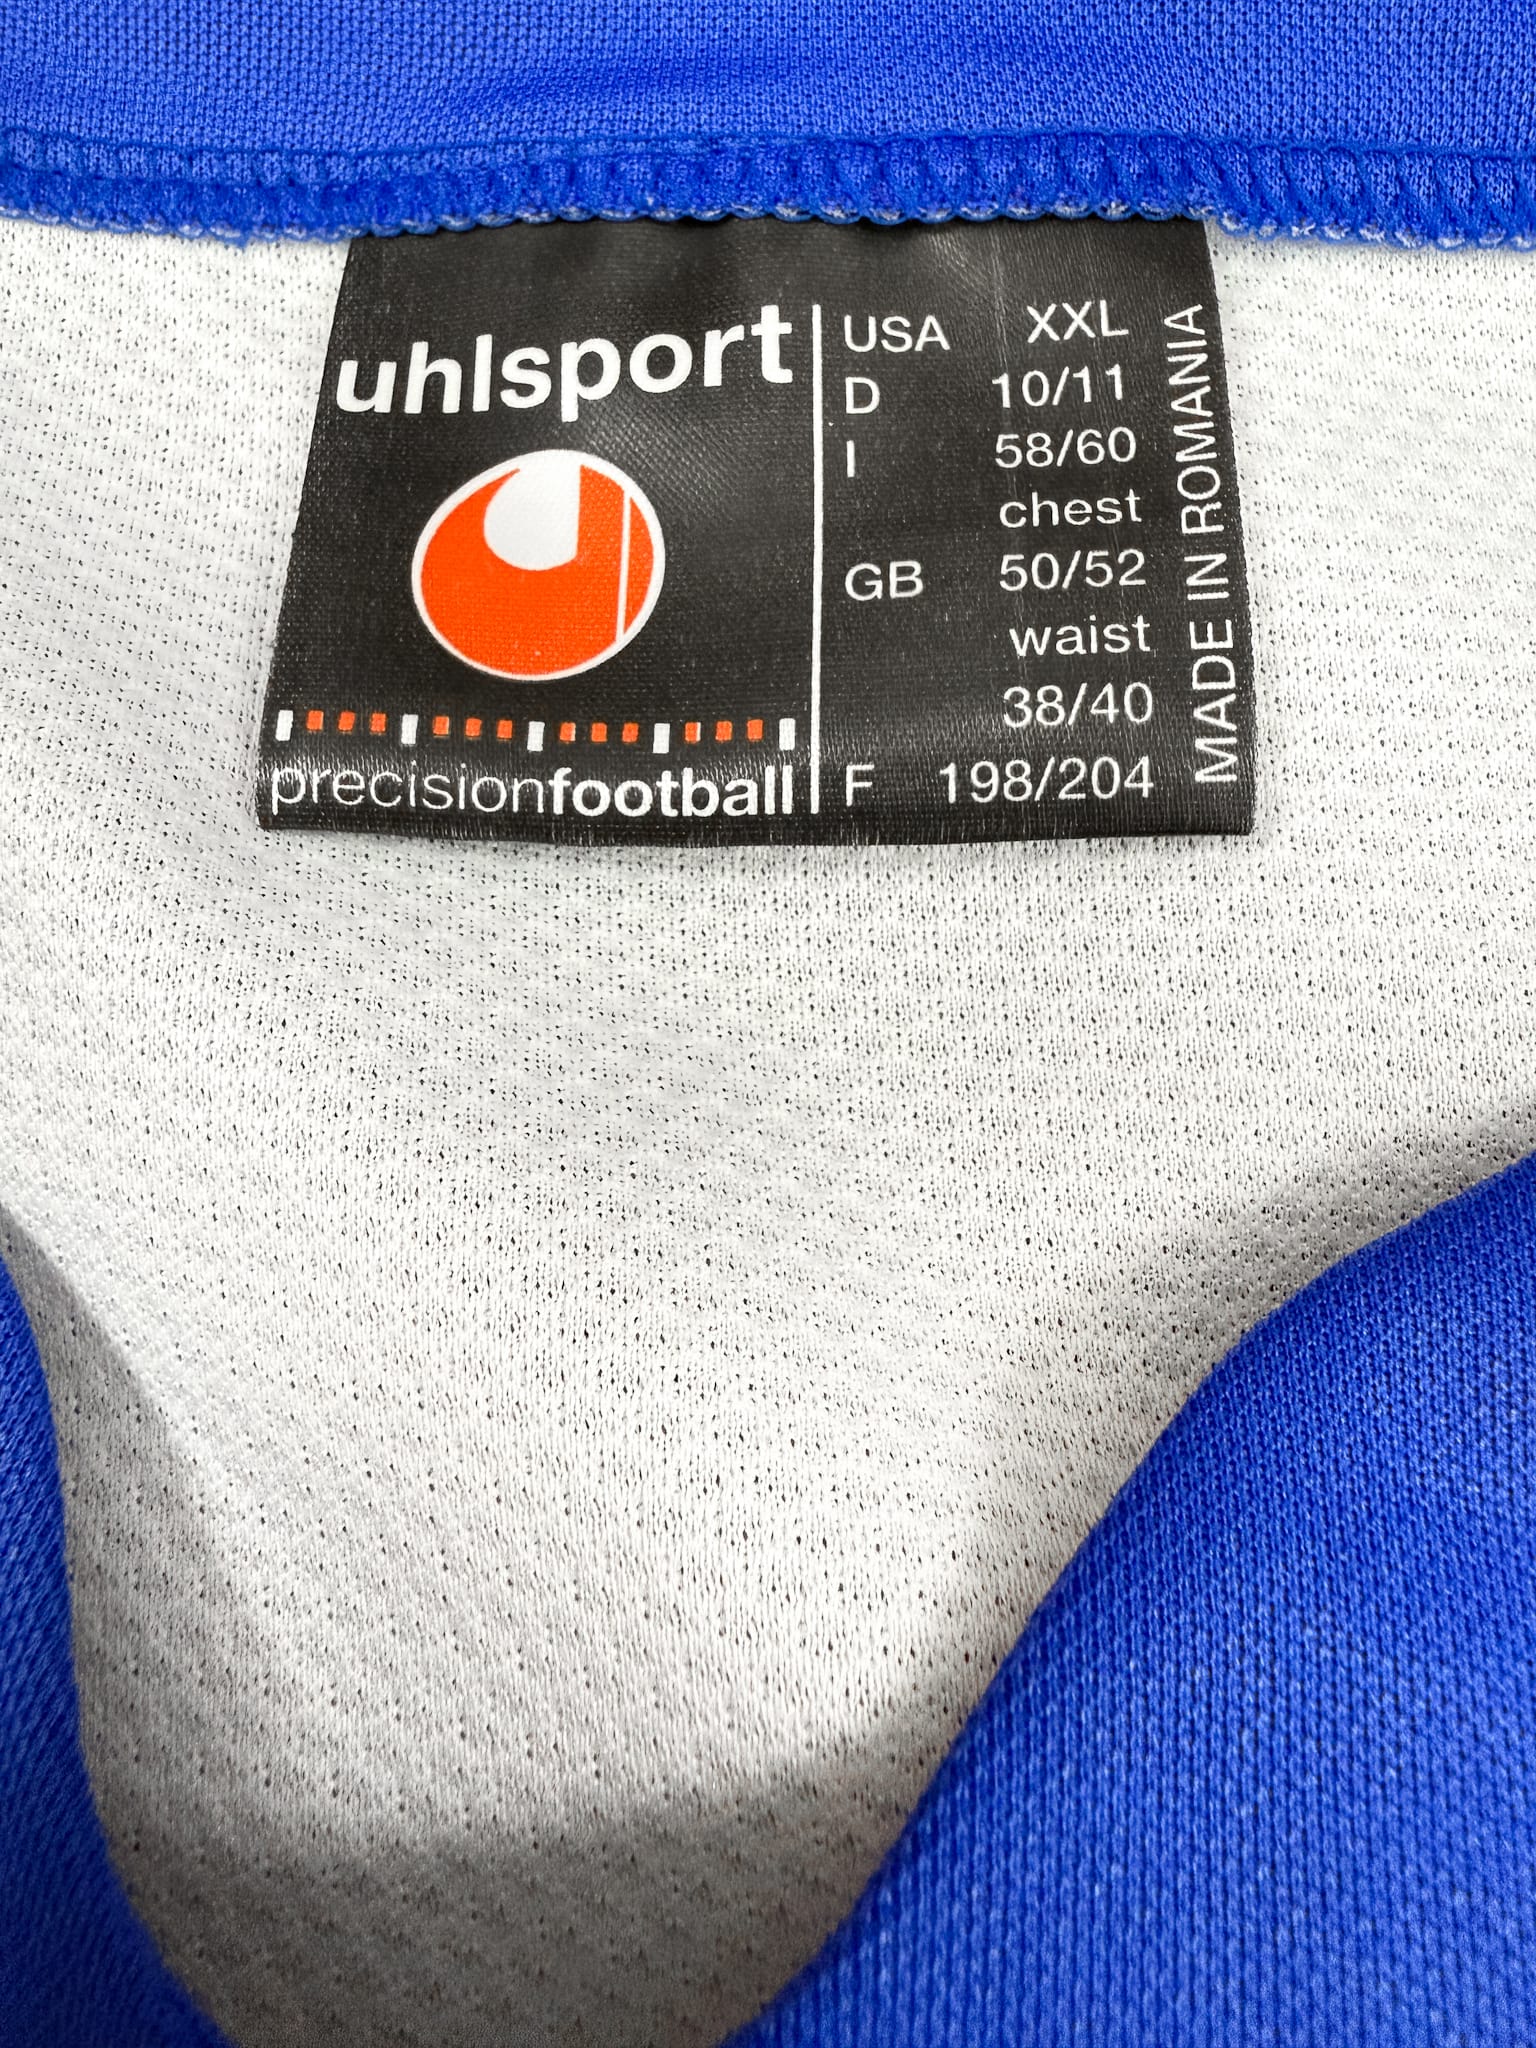 uhlsport
precisionfootball
USA XXL
D 10/11
I 58/60
chest
GB 50/52
waist
38/40
F 198/204
MADE IN ROMANIA